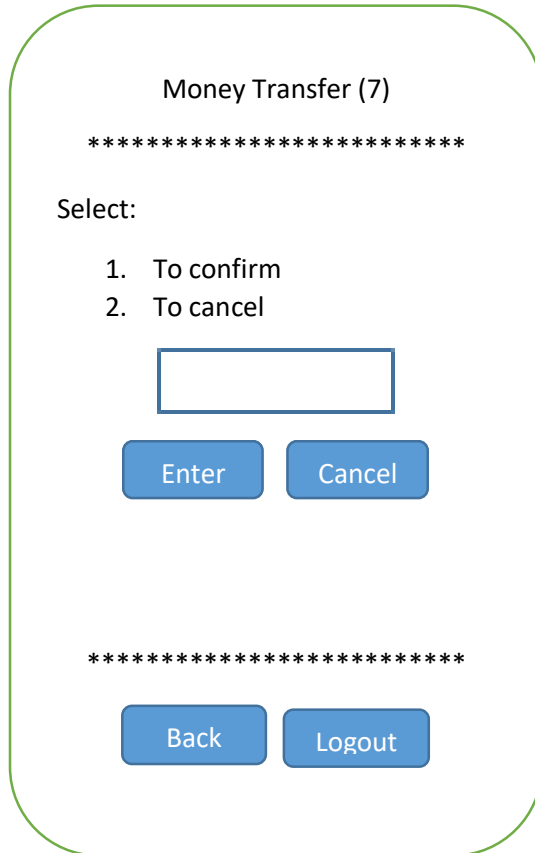 Money Transfer (7)
**************************
Select:
1. To confirm
2. To cancel
Enter Cancel
**************************
Back Logout